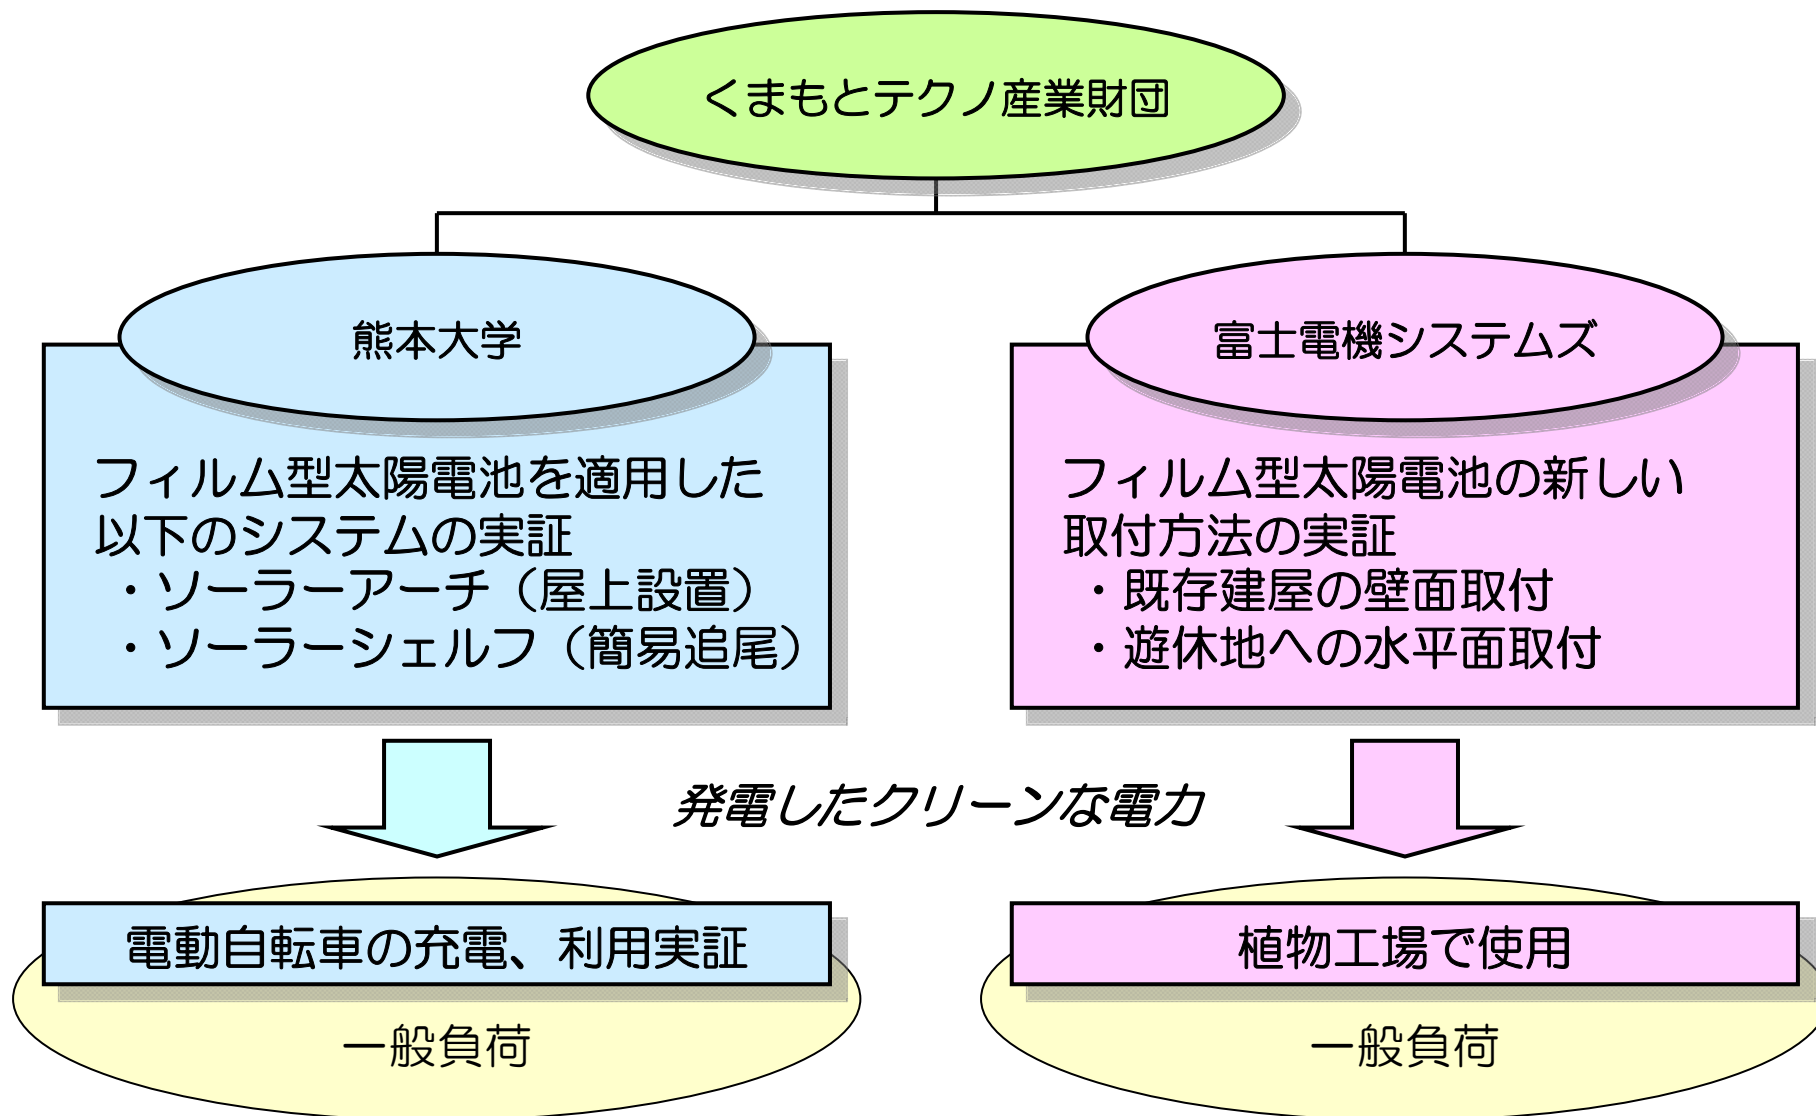 くまもとテクノ産業財団
熊本大学
フィルム型太陽電池を適用した
以下のシステムの実証
・ソーラーアーチ（屋上設置）
・ソーラーシェルフ（簡易追尾）
富士電機システムズ
フィルム型太陽電池の新しい
取付方法の実証
・既存建屋の壁面取付
・遊休地への水平面取付
発電したクリーンな電力
電動自転車の充電、利用実証
一般負荷
植物工場で使用
一般負荷